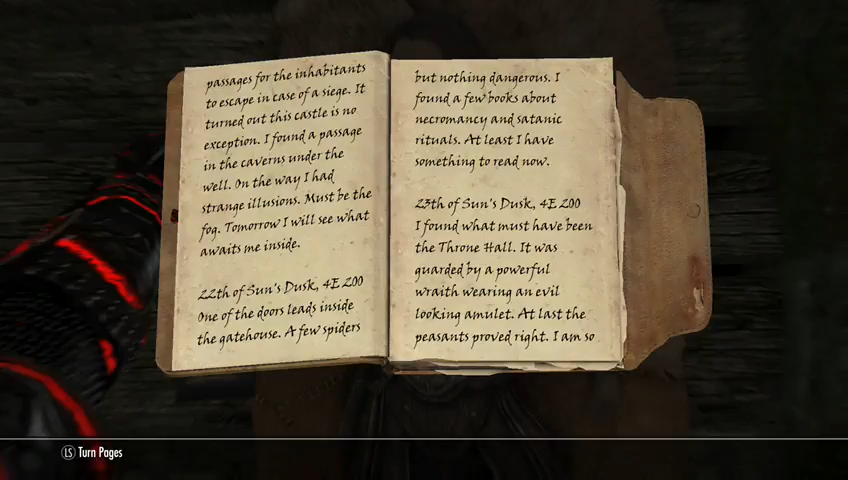 passages for the inhabitants
to escape in case of a siege. It
turned out this castle is no
exception. I found a passage
in the caverns under the
well. On the way I had
strange illusions. Must be the
fog. Tomorrow I will see what
awaits me inside.
22th of Sun's Dusk, 4E 200
One of the doors leads inside
the gatehouse. A few spiders
but nothing dangerous. I
found a few books about
necromancy and satanic
rituals. At least I have
something to read now.
23th of Sun's Dusk, 4E 200
I found what must have been
the Throne Hall. It was
guarded by a powerful
wraith wearing an evil
looking amulet. At last the
peasants proved right. I am so
LS Turn Pages